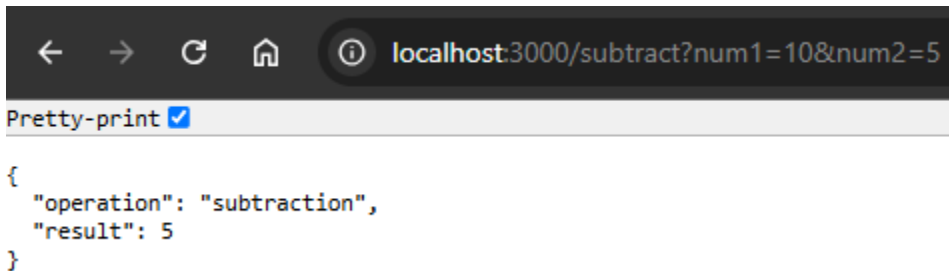 localhost:3000/subtract?num1=10&num2=5
Pretty-print
{
  "operation": "subtraction",
  "result": 5
}